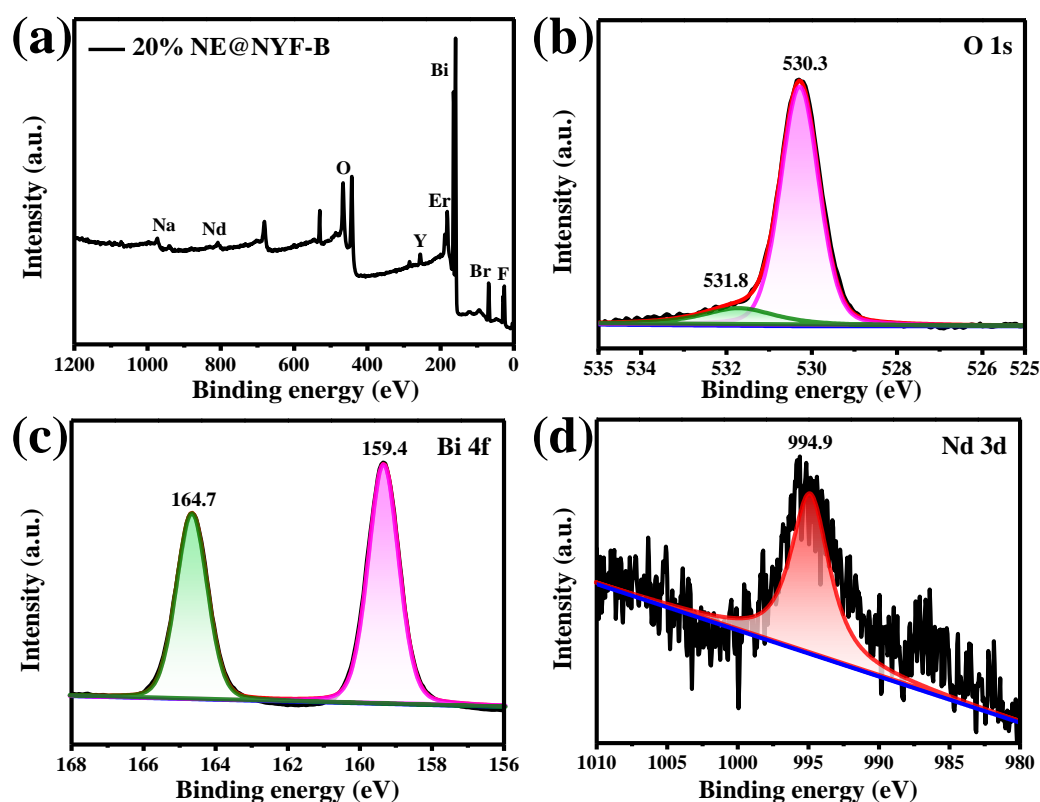 (a)
20% NE@NYF-B
Bi
O
Er
Na
Nd
Y
Br
F
Intensity (a.u.)
1200 1000 800 600 400 200 0
Binding energy (eV)
(b)
O 1s
530.3
531.8
Intensity (a.u.)
535 534 532 530 528 526 525
Binding energy (eV)
(c)
Bi 4f
159.4
164.7
Intensity (a.u.)
168 166 164 162 160 158 156
Binding energy (eV)
(d)
994.9
Nd 3d
Intensity (a.u.)
1010 1005 1000 995 990 985 980
Binding energy (eV)